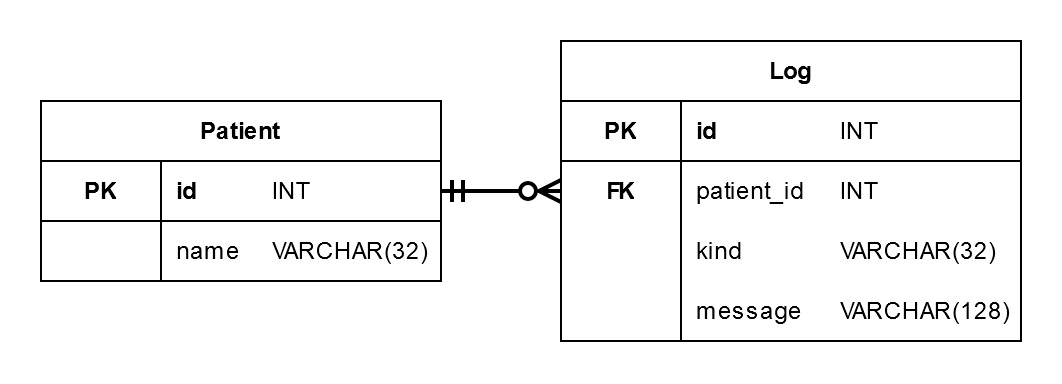 Patient
PK id INT
name VARCHAR(32)
Log
PK id INT
FK patient_id INT
kind VARCHAR(32)
message VARCHAR(128)